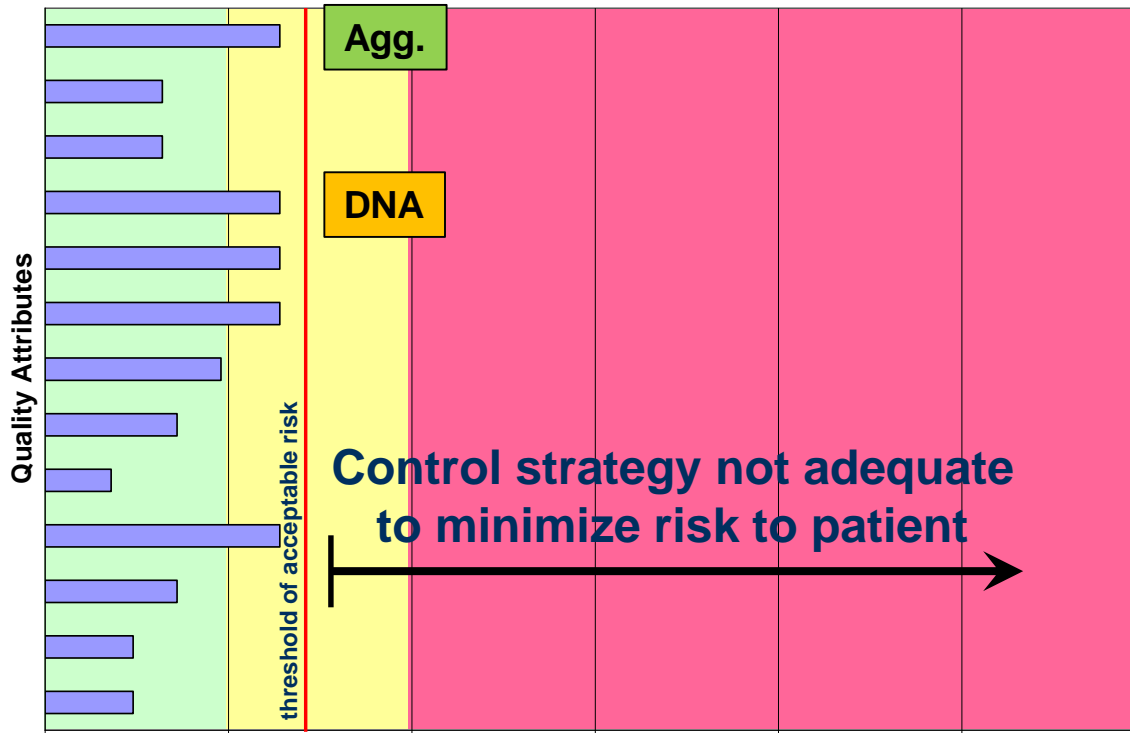 Agg.
DNA
Quality Attributes
threshold of acceptable risk
Control strategy not adequate
to minimize risk to patient